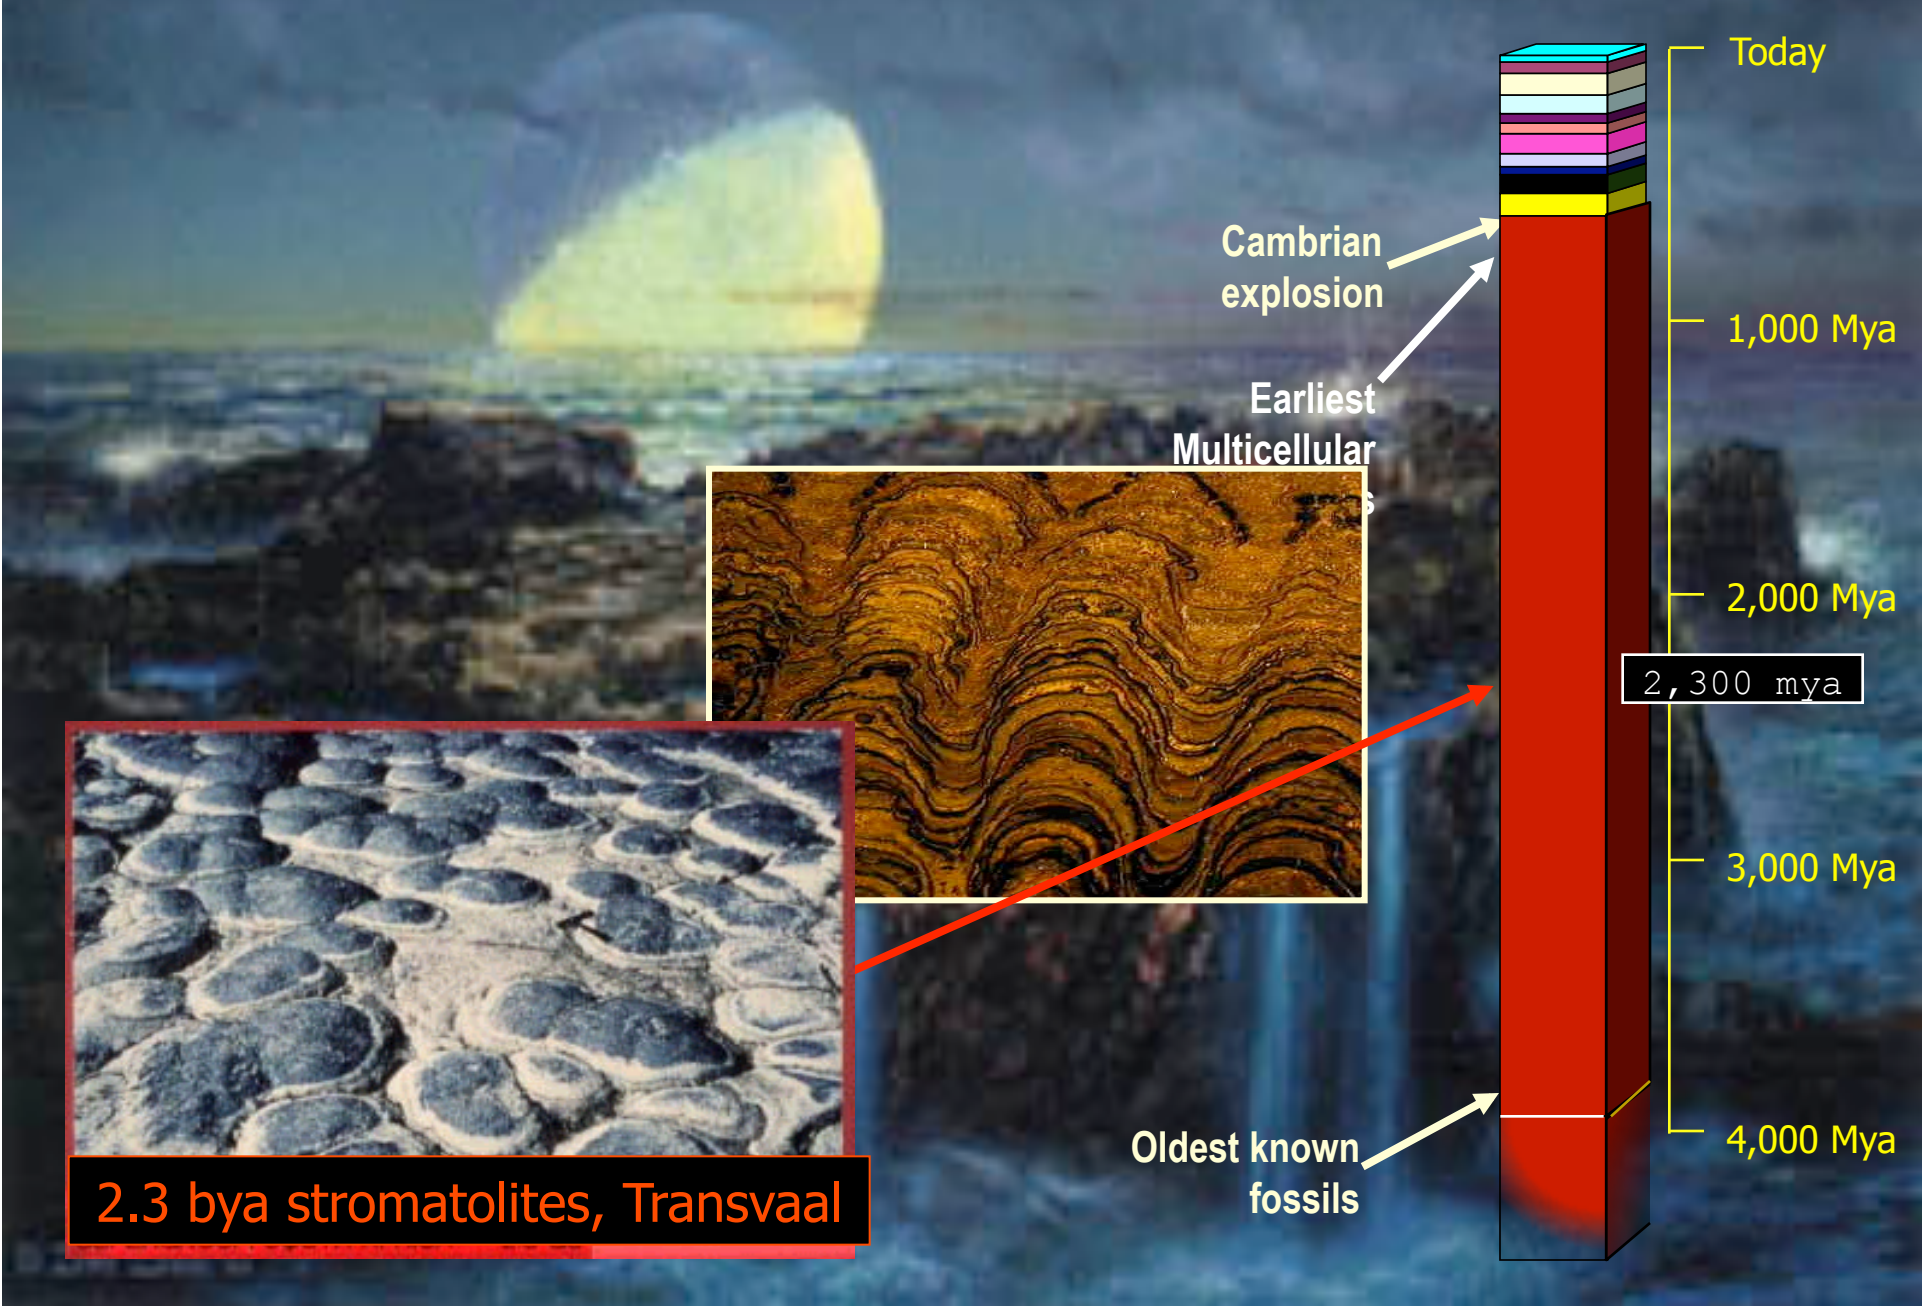 Today
Cambrian
explosion
1,000 Mya
Earliest
Multicellular
s
2,000 Mya
2,300 mya
3,000 Mya
Oldest known
fossils
4,000 Mya
2.3 bya stromatolites, Transvaal